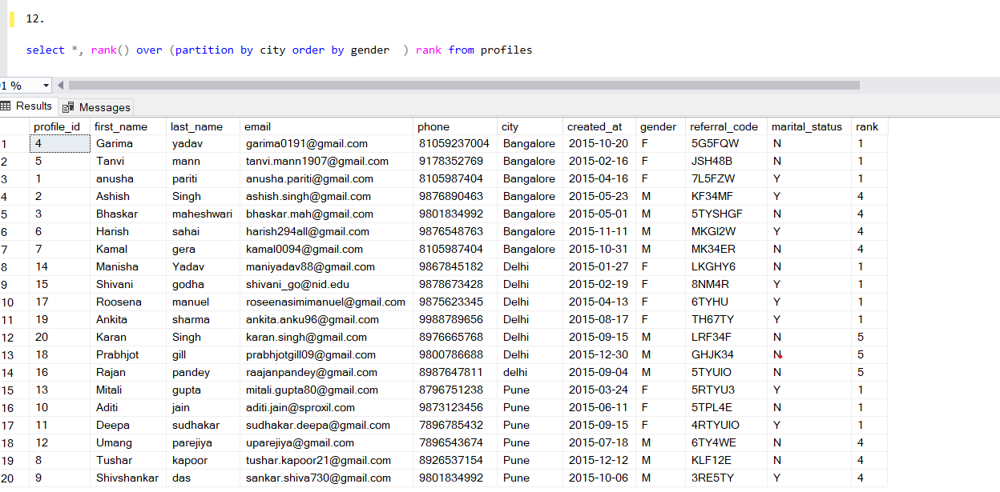 12.
select *, rank() over (partition by city order by gender  ) rank from profiles
1 %
Results Messages
profile_id first_name last_name email phone city created_at gender referral_code marital_status rank
1 4 Garima yadav garima0191@gmail.com 81059237004 Bangalore 2015-10-20 F 5G5FQW N 1
2 5 Tanvi mann tanvi.mann1907@gmail.com 9178352769 Bangalore 2015-02-16 F JSH48B N 1
3 1 anusha pariti anusha.pariti@gmail.com 8105987404 Bangalore 2015-04-16 F 7L5FZW Y 1
4 2 Ashish Singh ashish.singh@gmail.com 9876890463 Bangalore 2015-05-23 M KF34MF Y 4
5 3 Bhaskar maheshwari bhaskar.mah@gmail.com 9801834992 Bangalore 2015-05-01 M 5TYSHGF N 4
6 6 Harish sahai harish294all@gmail.com 9876548763 Bangalore 2015-11-11 M MKGI2W Y 4
7 7 Kamal gera kamal0094@gmail.com 8105987404 Bangalore 2015-10-31 M MK34ER N 4
8 14 Manisha Yadav maniyadav88@gmail.com 9867845182 Delhi 2015-01-27 F LKGHY6 N 1
9 15 Shivani godha shivani_go@nid.edu 9878673428 Delhi 2015-02-19 F 8NM4R Y 1
10 17 Roosena manuel roseenasimimanuel@gmail.com 9875623345 Delhi 2015-04-13 F 6TYHU Y 1
11 19 Ankita sharma ankita.anku96@gmail.com 9988789656 Delhi 2015-08-17 F TH67TY Y 1
12 20 Karan Singh karan.singh@gmail.com 8976665768 Delhi 2015-09-15 M LRF34F N 5
13 18 Prabhjot gill prabhjotgill09@gmail.com 9800786688 Delhi 2015-12-30 M GHJK34 N 5
14 16 Rajan pandey raajanpandey@gmail.com 8987647811 delhi 2015-09-04 M 5TYUIO N 5
15 13 Mitali gupta mitali.gupta80@gmail.com 8796751238 Pune 2015-03-24 F 5RTYU3 Y 1
16 10 Aditi jain aditi.jain@sproxil.com 9873123456 Pune 2015-06-11 F 5TPL4E N 1
17 11 Deepa sudhakar sudhakar.deepa@gmail.com 7896785432 Pune 2015-09-15 F 4RTYUIO Y 1
18 12 Umang parejiya uparejiya@gmail.com 7896543674 Pune 2015-07-18 M 6TY4WE N 4
19 8 Tushar kapoor tushar.kapoor21@gmail.com 8926537154 Pune 2015-12-12 M KLF12E N 4
20 9 Shivshankar das sankar.shiva730@gmail.com 9801834992 Pune 2015-10-06 M 3RE5TY Y 4